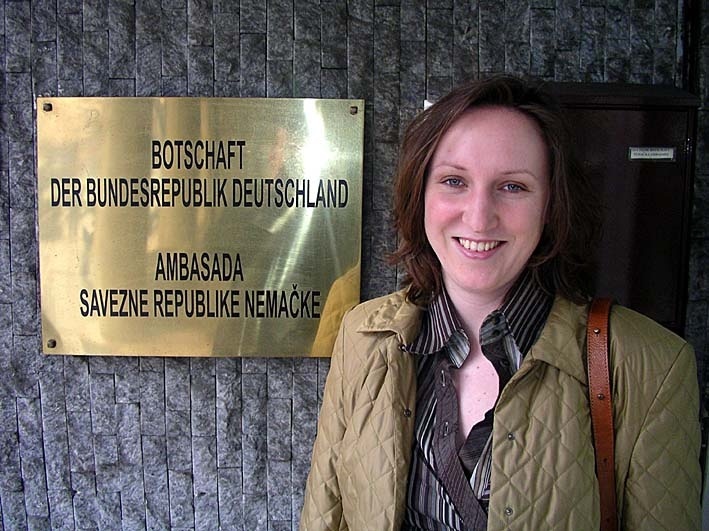 BOTSCHAFT
DER BUNDESREPUBLIK DEUTSCHLAND
AMBASADA
SAVEZNE REPUBLIKE NEMAČKE